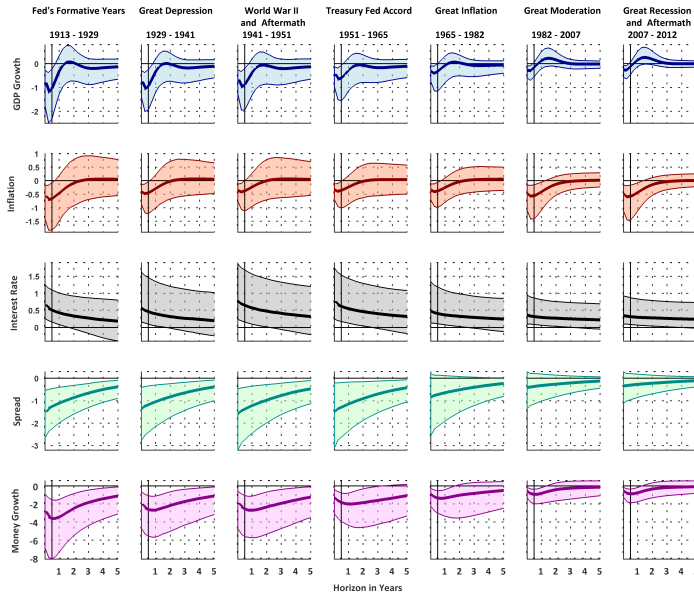 Fed's Formative Years
1913 - 1929
Great Depression
1929 - 1941
World War II
and Aftermath
1941 - 1951
Treasury Fed Accord
1951 - 1965
Great Inflation
1965 - 1982
Great Moderation
1982 - 2007
Great Recession
and Aftermath
2007 - 2012
GDP Growth
0
-1
-2
Inflation
1
0.5
0
-0.5
-1
-1.5
Interest Rate
1.5
1
0.5
0
Spread
0
-1
-2
-3
Money Growth
0
-2
-4
-6
-8
1 2 3 4 5
1 2 3 4 5
1 2 3 4 5
1 2 3 4 5
1 2 3 4 5
1 2 3 4 5
1 2 3 4
Horizon in Years